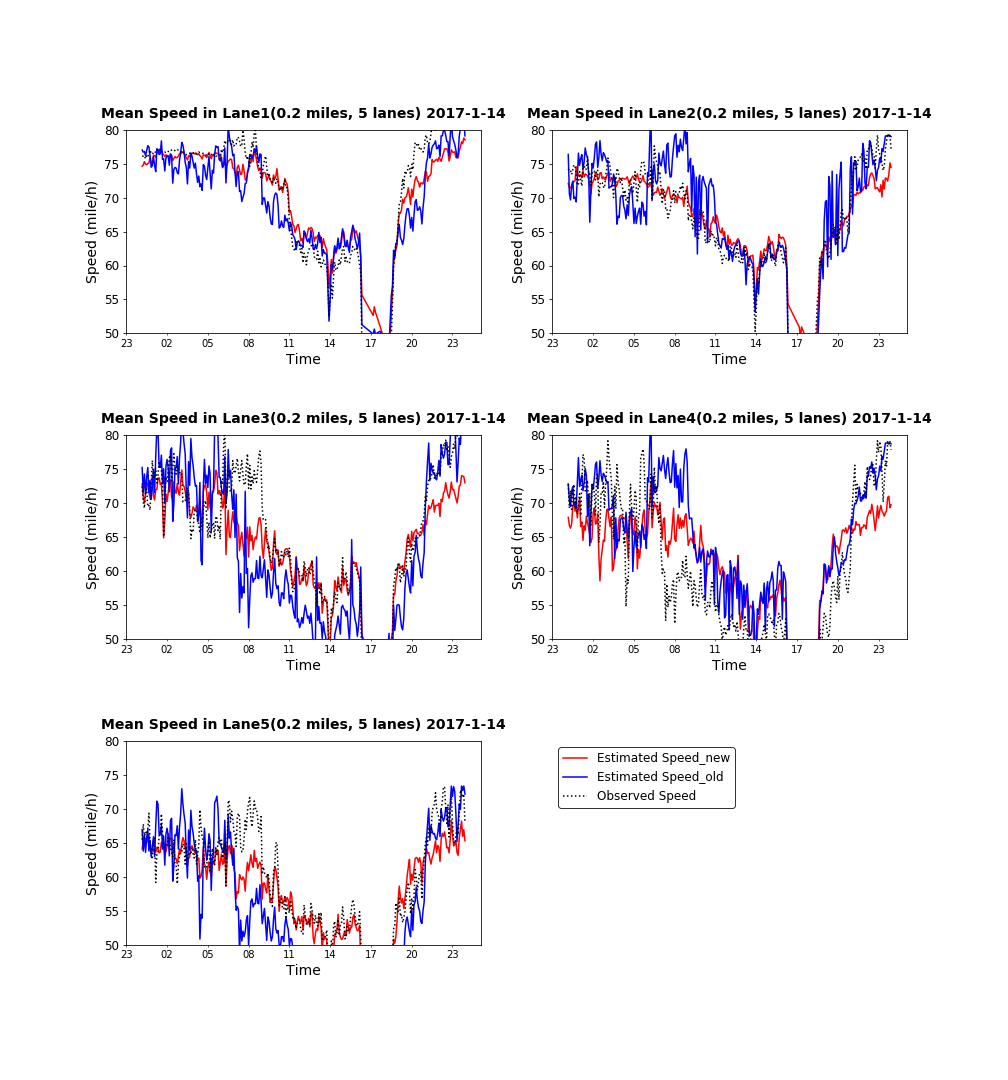 Mean Speed in Lane1(0.2 miles, 5 lanes) 2017-1-14
80
75
70
65
60
55
50
Speed (mile/h)
23 02 05 08 11 14 17 20 23
Time
Mean Speed in Lane2(0.2 miles, 5 lanes) 2017-1-14
80
75
70
65
60
55
50
Speed (mile/h)
23 02 05 08 11 14 17 20 23
Time
Mean Speed in Lane3(0.2 miles, 5 lanes) 2017-1-14
80
75
70
65
60
55
50
Speed (mile/h)
23 02 05 08 11 14 17 20 23
Time
Mean Speed in Lane4(0.2 miles, 5 lanes) 2017-1-14
80
75
70
65
60
55
50
Speed (mile/h)
23 02 05 08 11 14 17 20 23
Time
Mean Speed in Lane5(0.2 miles, 5 lanes) 2017-1-14
80
75
70
65
60
55
50
Speed (mile/h)
23 02 05 08 11 14 17 20 23
Time
Estimated Speed_new
Estimated Speed_old
Observed Speed